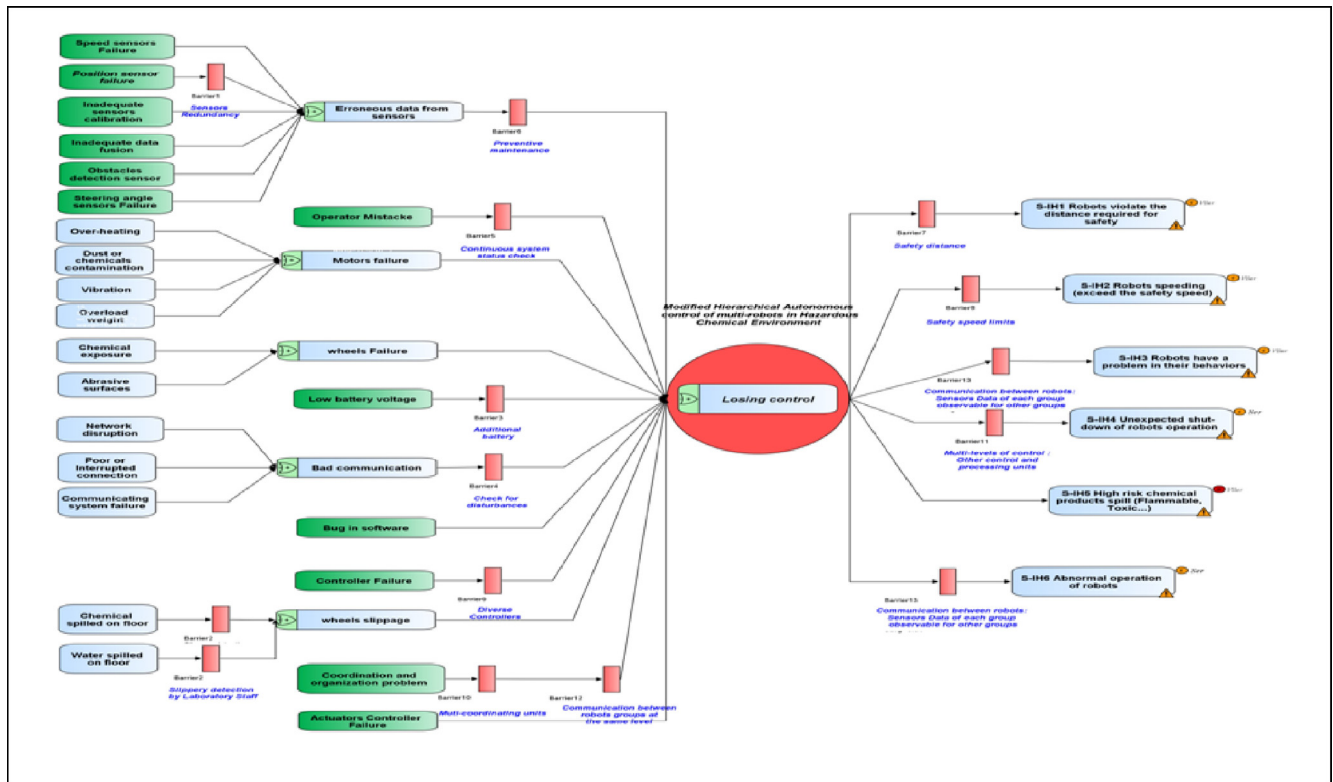 Speed sensors
Failure
Position sensor
failure
Barrier1
Sensors
Redundancy
Inadequate
sensors
calibration
Inadequate data
fusion
Obstacles
detection sensor
Steering angle
sensors Failure
Erroneous data from
sensors
Preventive
maintenance
Operator Mistacke
Barrier5
Continuous system
status check
Over-heating
Dust or
chemicals
contamination
Vibration
Overload
weight
Motors failure
Chemical
exposure
Abrasive
surfaces
wheels Failure
Low battery voltage
Barrier3
Additional
battery
Network
disruption
Poor or
Interrupted
connection
Communicating
system failure
Bad communication
Barrier4
Check for
disturbances
Bug in software
Controller Failure
Diverse
Controllers
Chemical
spilled on floor
Barrier2
Water spilled
on floor
Barrier2
Slippery detection
by Laboratory Staff
wheels slippage
Coordination and
organization problem
Barrier10
Muti-coordinating units
Barrier12
Communication between
robots groups at
the same level
Actuators Controller
Failure
Modified Hierarchical Autonomous
control of multi-robots in Hazardous
Chemical Environment
Losing control
Barrier7
Safety distance
S-IH1 Robots violate the
distance required for
safety
Safety speed limits
S-IH2 Robots speeding
(exceed the safety speed)
Barrier13
Communication between robots:
Sensors Data of each group
observable for other groups
S-IH3 Robots have a
problem in their behaviors
Barrier11
Multi-levels of control :
Other control and
processing units
S-IH4 Unexpected shut-
down of robots operation
S-IH5 High risk chemical
products spill (Flammable,
Toxic...)
Barrier15
Communication between robots:
Sensors Data of each group
observable for other groups
S-IH6 Abnormal operation
of robots